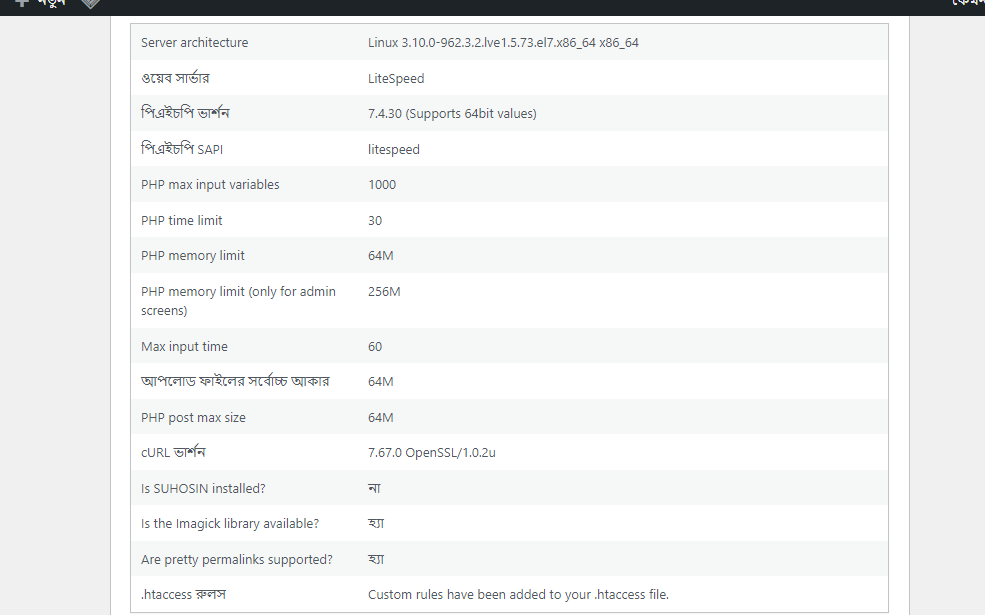 নতুন
Server architecture Linux 3.10.0-962.3.2.lve1.5.73.el7.x86_64 x86_64
ওয়েব সার্ভার LiteSpeed
পিএইচপি ভার্শন 7.4.30 (Supports 64bit values)
পিএইচপি SAPI litespeed
PHP max input variables 1000
PHP time limit 30
PHP memory limit 64M
PHP memory limit (only for admin 256M
screens)
Max input time 60
আপলোড ফাইলের সর্বোচ্চ আকার 64M
PHP post max size 64M
cURL ভার্শন 7.67.0 OpenSSL/1.0.2u
Is SUHOSIN installed? না
Is the Imagick library available? হ্যা
Are pretty permalinks supported? হ্যা
.htaccess রুলস Custom rules have been added to your .htaccess file.